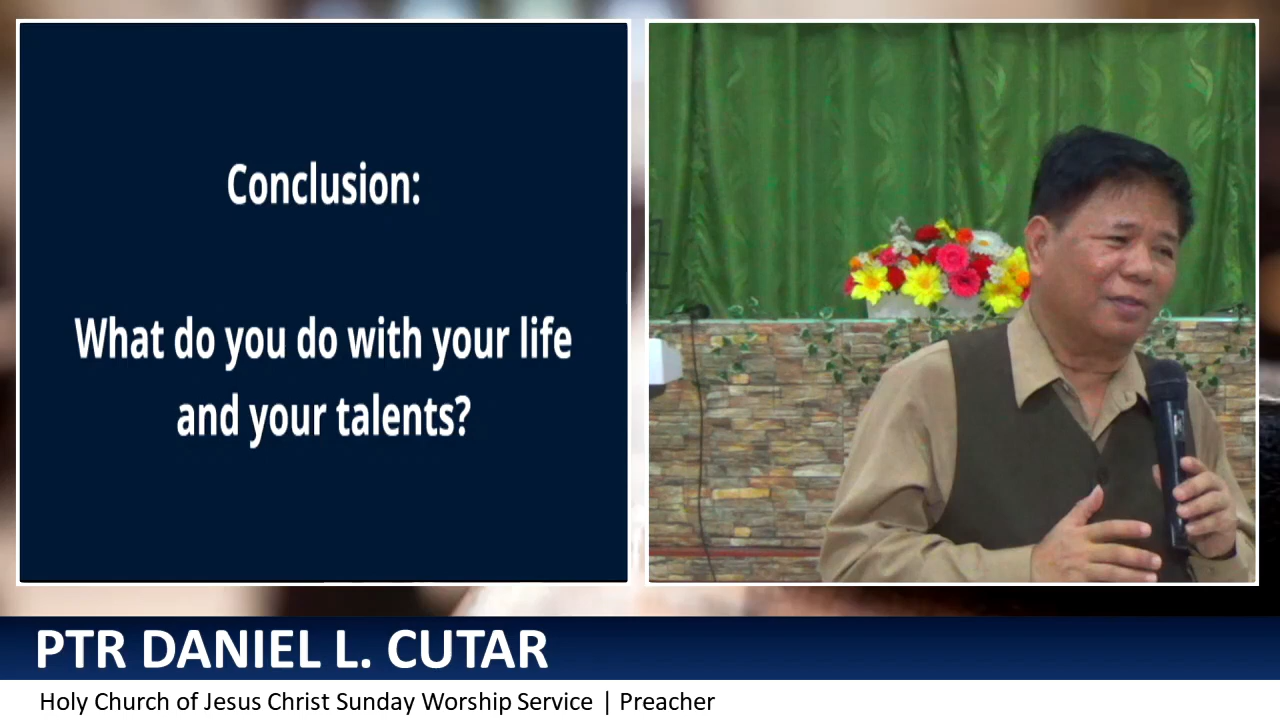 Conclusion:
What do you do with your life
and your talents?
PTR DANIEL L. CUTAR
Holy Church of Jesus Christ Sunday Worship Service | Preacher